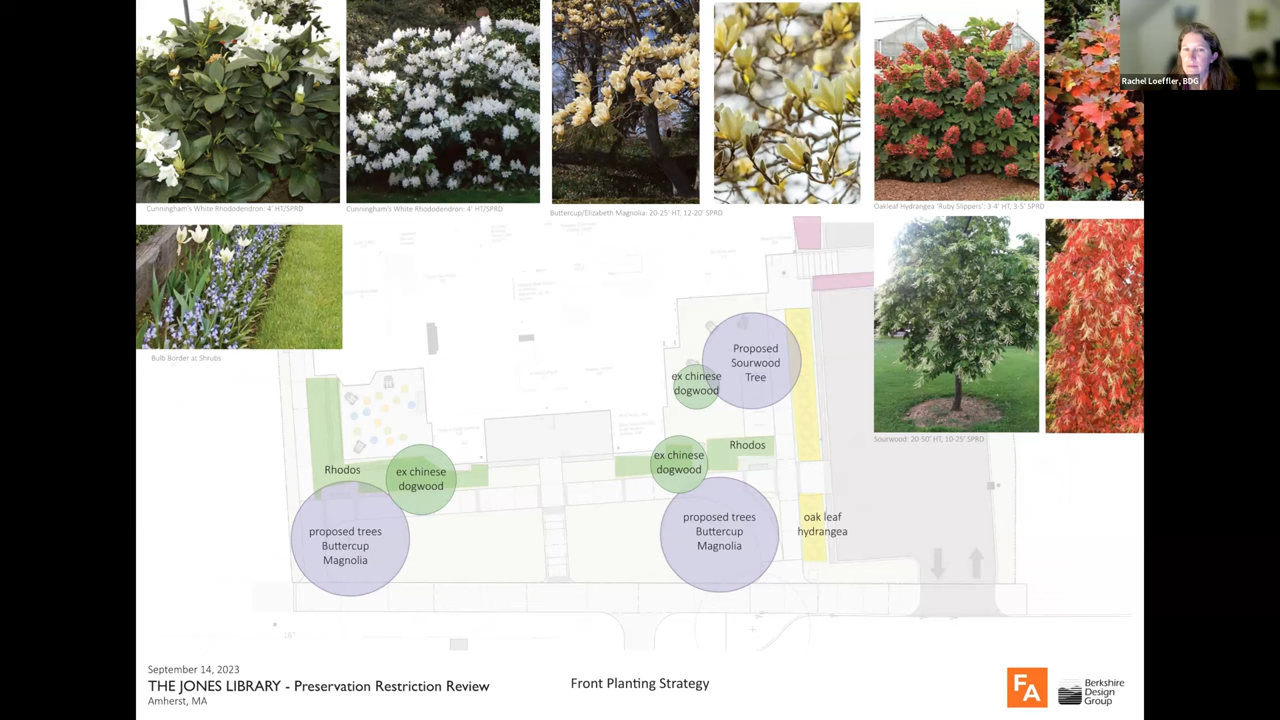 Rachel Loeffler, BDG
Cunningham's White Rhododendron: 4' HT/SPRD
Cunningham's White Rhododendron: 4' HT/SPRD
Buttercup/Elizabeth Magnolia: 20-25' HT, 12-20' SPRD
Oakleaf Hydrangea 'Ruby Slippers': 3-4' HT, 3-5' SPRD
Bulb Border at Shrubs
Sourwood: 20-50' HT, 10-25' SPRD
Proposed
Sourwood
Tree
ex chinese
dogwood
Rhodos
ex chinese
dogwood
Rhodos
ex chinese
dogwood
proposed trees
Buttercup
Magnolia
proposed trees
Buttercup
Magnolia
oak leaf
hydrangea
16"
September 14, 2023
THE JONES LIBRARY - Preservation Restriction Review
Amherst, MA
Front Planting Strategy
FA
Berkshire
Design
Group